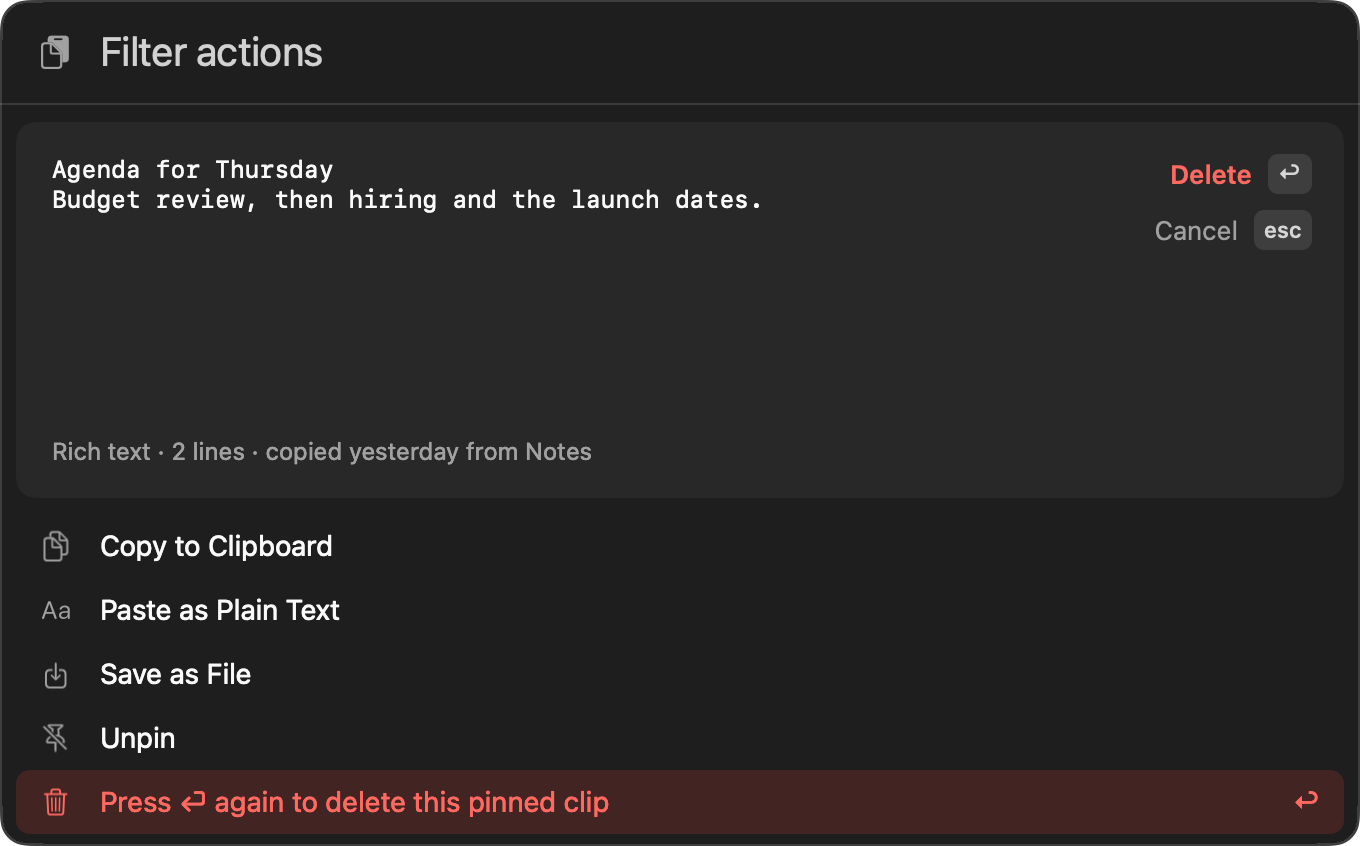 Filter actions
Agenda for Thursday
Budget review, then hiring and the launch dates.
Delete ↩
Cancel esc
Rich text · 2 lines · copied yesterday from Notes
Copy to Clipboard
Aa Paste as Plain Text
Save as File
Unpin
Press ↩ again to delete this pinned clip ↩